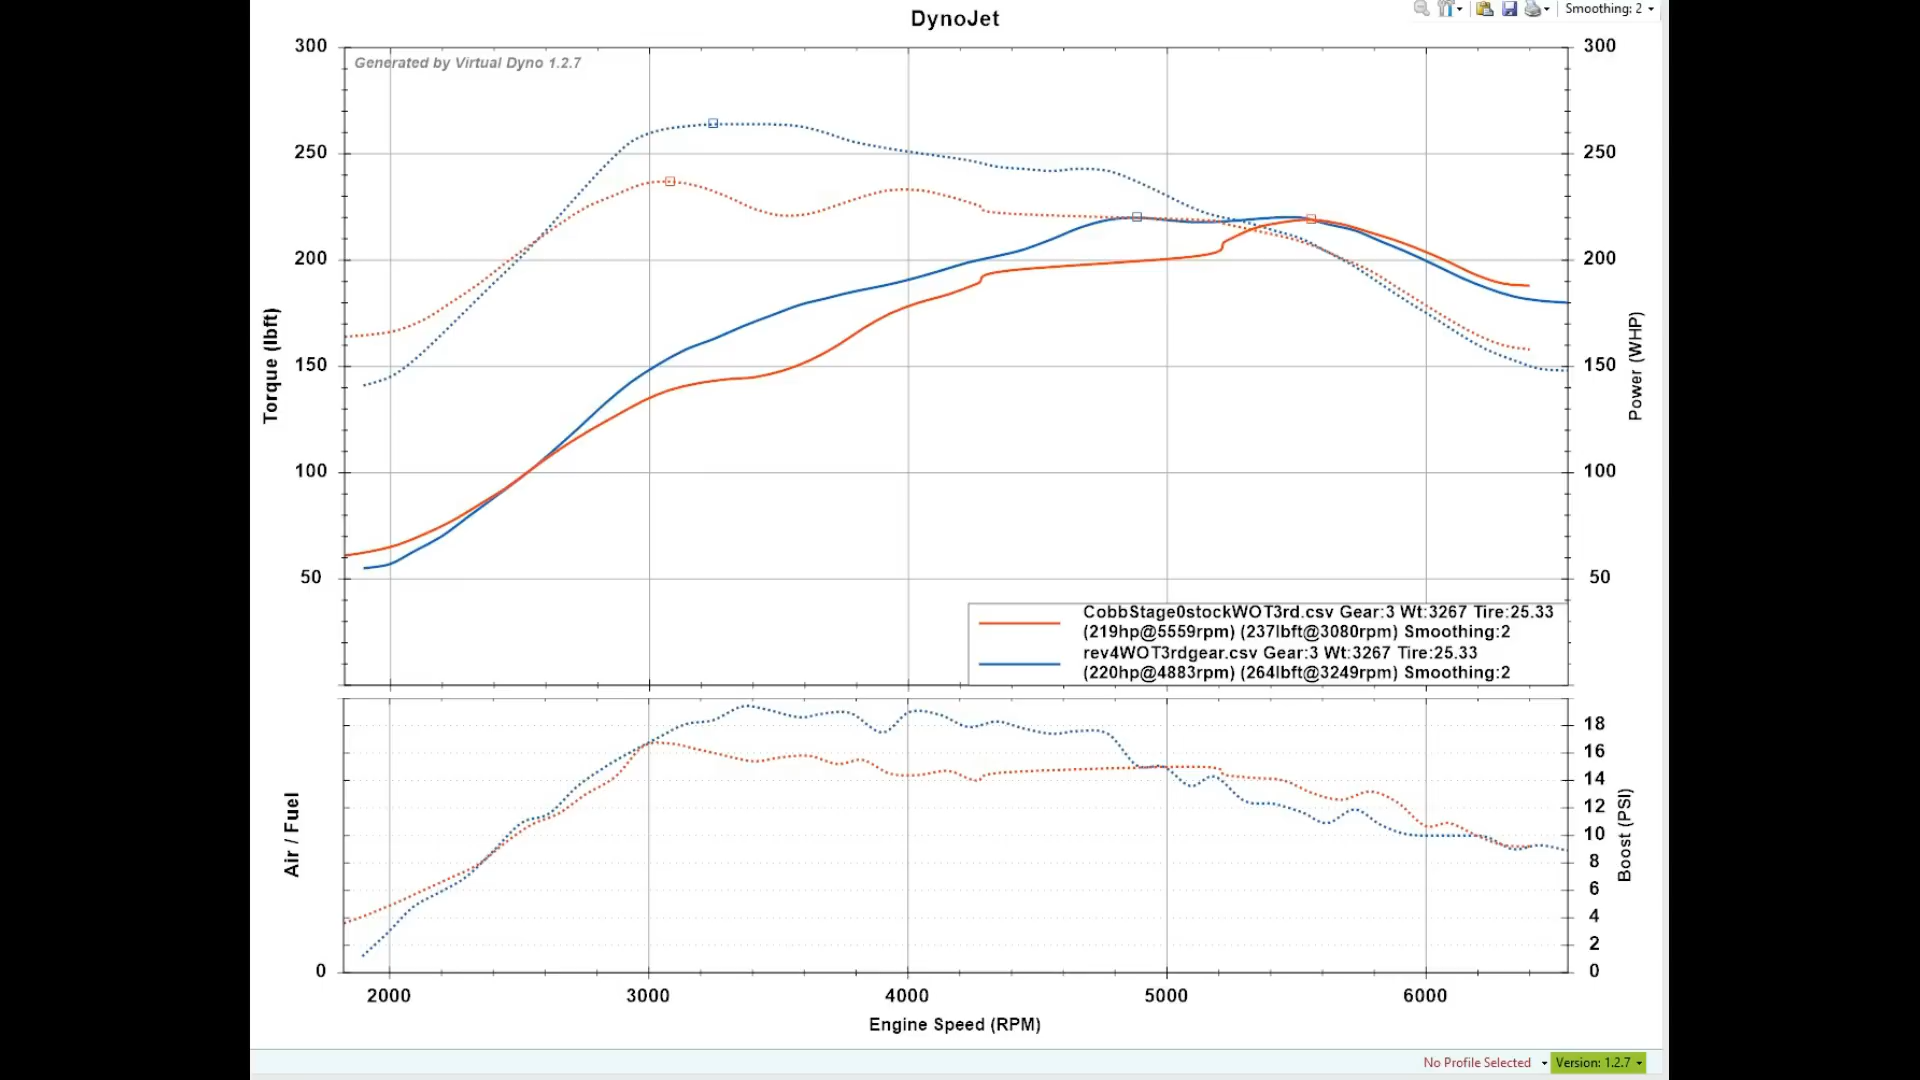 DynoJet
Smoothing: 2
Generated by Virtual Dyno 1.2.7
300
250
200
150
100
50
Torque (lbft)
300
250
200
150
100
50
Power (WHP)
CobbStage0stockWOT3rd.csv Gear:3 Wt:3267 Tire:25.33
(219hp@5559rpm) (237lbft@3080rpm) Smoothing:2
rev4WOT3rdgear.csv Gear:3 Wt:3267 Tire:25.33
(220hp@4883rpm) (264lbft@3249rpm) Smoothing:2
Air / Fuel
0
18
16
14
12
10
8
6
4
2
0
Boost (PSI)
2000 3000 4000 5000 6000
Engine Speed (RPM)
No Profile Selected
Version: 1.2.7